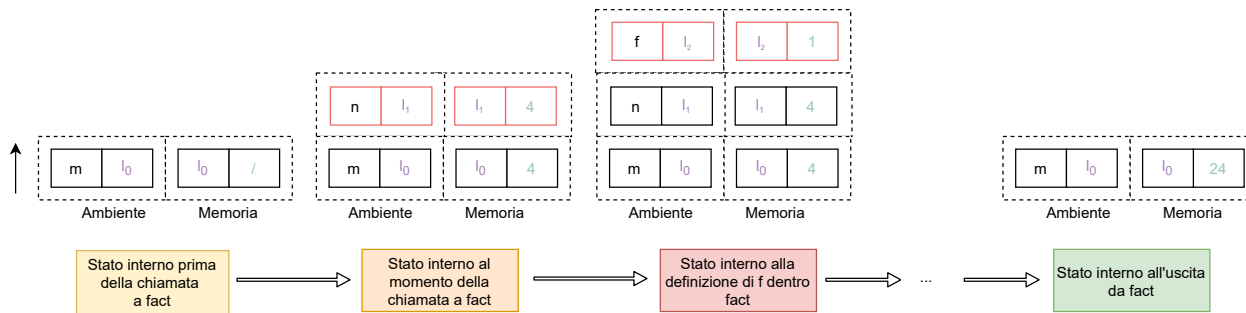 f l₂ l₂ 1
n l₁ l₁ 4 n l₁ l₁ 4
m l₀ l₀ / m l₀ l₀ 4 m l₀ l₀ 4 m l₀ l₀ 24
Ambiente Memoria Ambiente Memoria Ambiente Memoria Ambiente Memoria
Stato interno prima
della chiamata
a fact
Stato interno al
momento della
chiamata a fact
Stato interno alla
definizione di f dentro
fact
...
Stato interno all'uscita
da fact